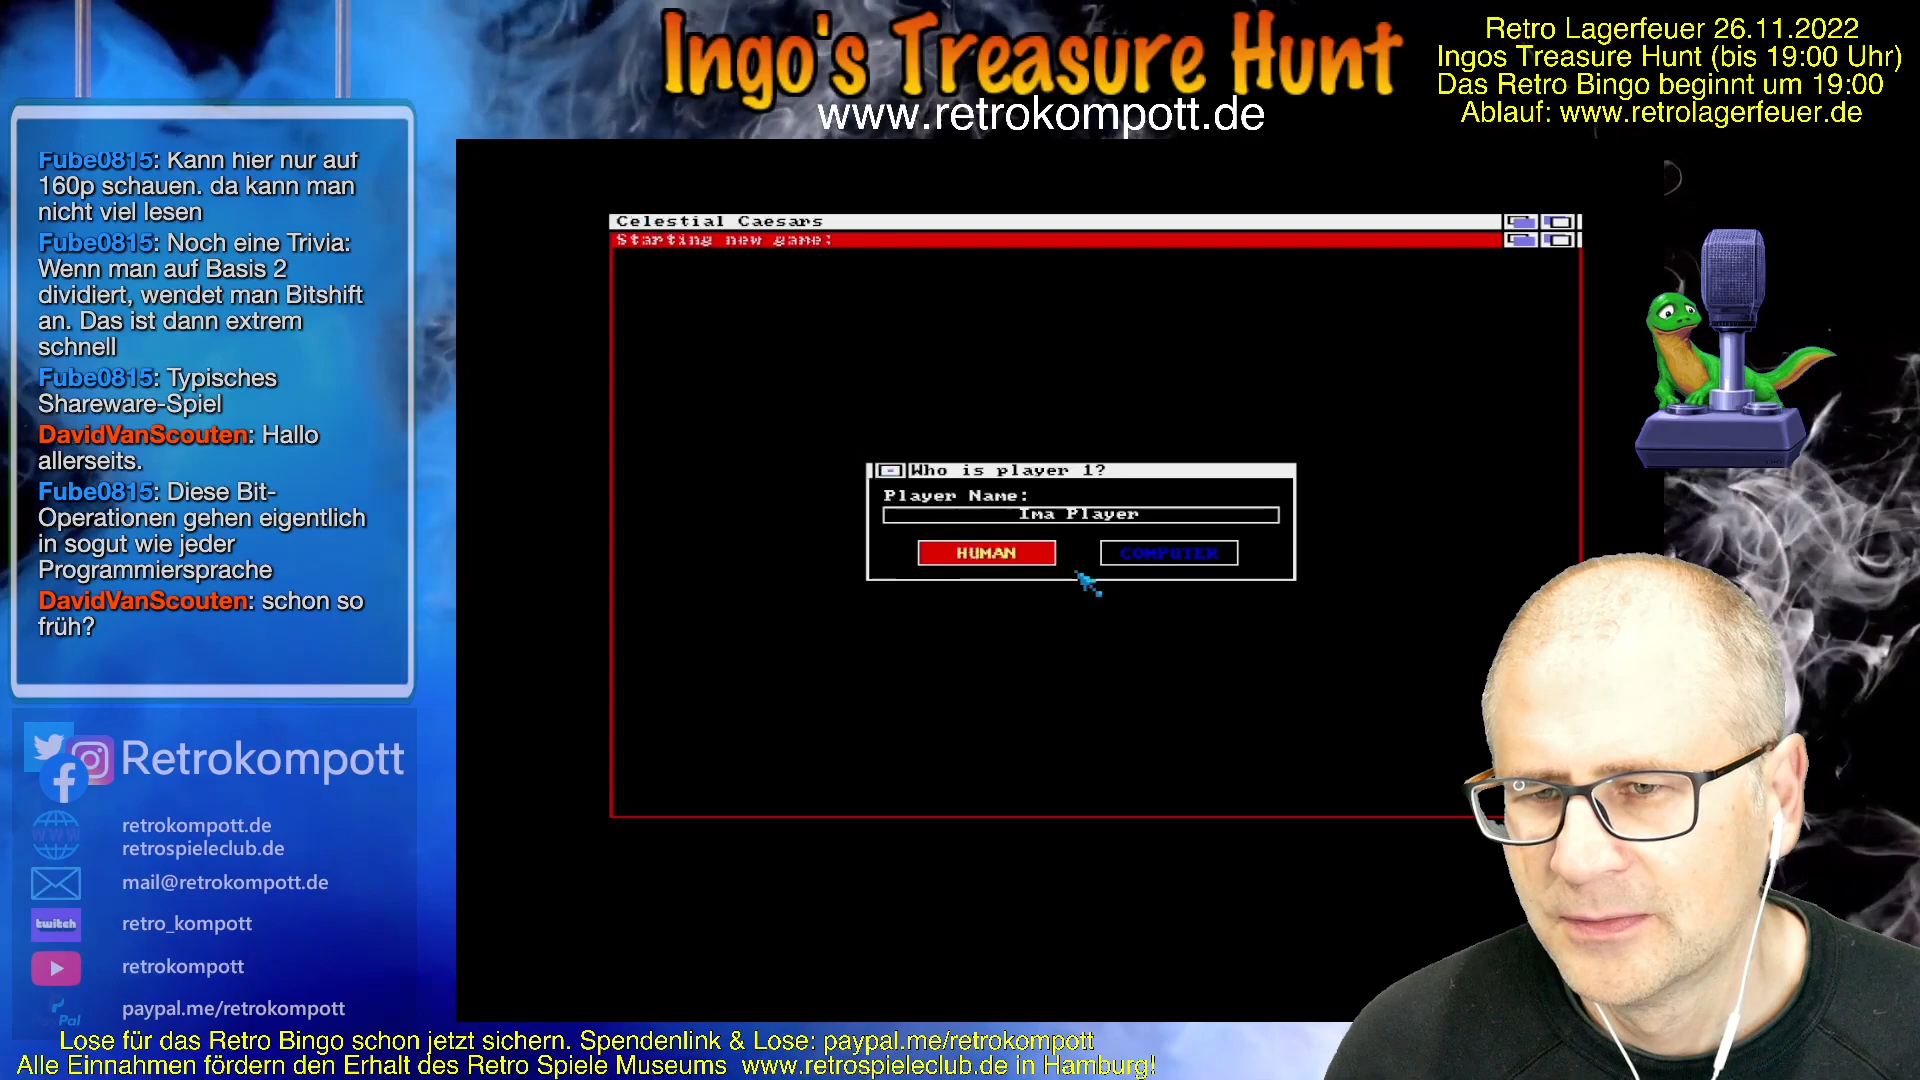 Ingo's Treasure Hunt
www.retrokompott.de
Retro Lagerfeuer 26.11.2022
Ingos Treasure Hunt (bis 19:00 Uhr)
Das Retro Bingo beginnt um 19:00
Ablauf: www.retrolagerfeuer.de
Fube0815: Kann hier nur auf
160p schauen. da kann man
nicht viel lesen
Fube0815: Noch eine Trivia:
Wenn man auf Basis 2
dividiert, wendet man Bitshift
an. Das ist dann extrem
schnell
Fube0815: Typisches
Shareware-Spiel
DavidVanScouten: Hallo
allerseits.
Fube0815: Diese Bit-
Operationen gehen eigentlich
in sogut wie jeder
Programmiersprache
DavidVanScouten: schon so
früh?
Celestial Caesars
Starting new game:
Who is player 1?
Player Name:
Ima Player
HUMAN
COMPUTER
Retrokompott
WWW
retrokompott.de
retrospieleclub.de
mail@retrokompott.de
twitch
retro_kompott
retrokompott
Pal
paypal.me/retrokompott
Lose für das Retro Bingo schon jetzt sichern. Spendenlink & Lose: paypal.me/retrokompott
Alle Einnahmen fördern den Erhalt des Retro Spiele Museums www.retrospieleclub.de in Hamburg!